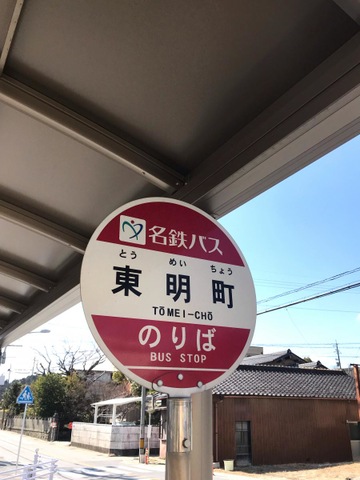 名鉄バス
とう めい ちょう
東明町
TŌMEI-CHŌ
のりば
BUS STOP